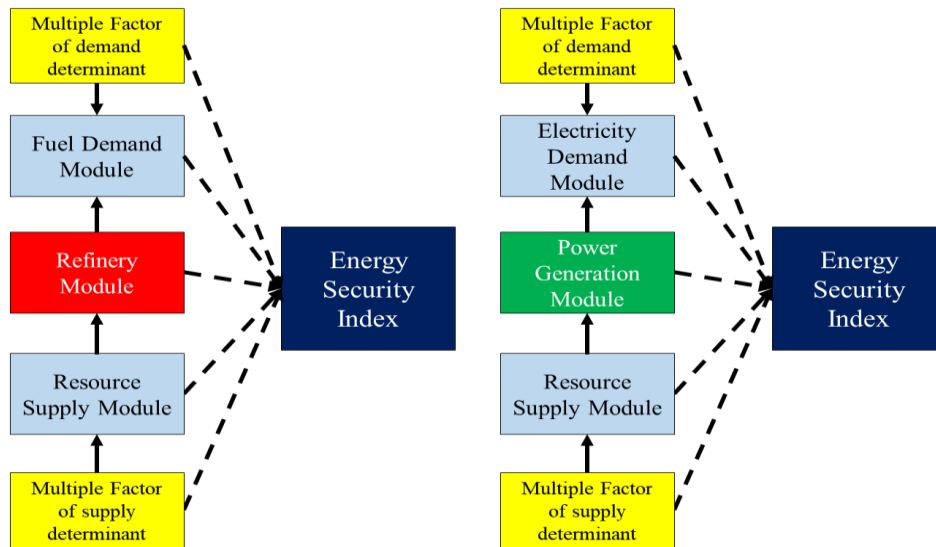 Multiple Factor
of demand
determinant
Fuel Demand
Module
Refinery
Module
Resource
Supply Module
Multiple Factor
of supply
determinant
Energy
Security
Index
Multiple Factor
of demand
determinant
Electricity
Demand
Module
Power
Generation
Module
Resource
Supply Module
Multiple Factor
of supply
determinant
Energy
Security
Index